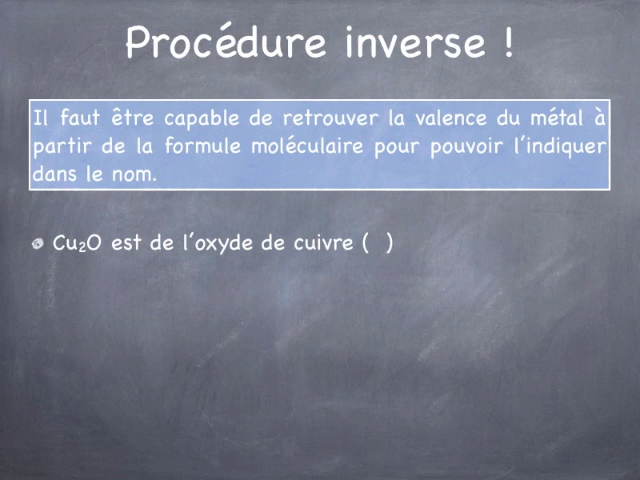 Procédure inverse !
Il faut être capable de retrouver la valence du métal à
partir de la formule moléculaire pour pouvoir l'indiquer
dans le nom.
Cu₂O est de l'oxyde de cuivre (  )